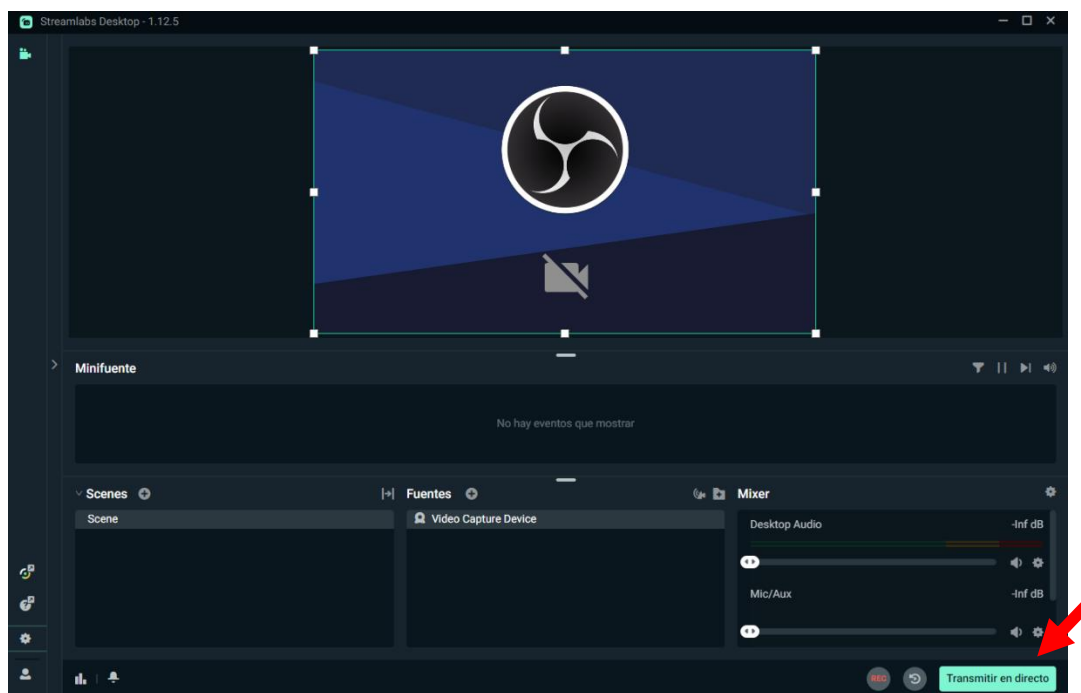 Streamlabs Desktop - 1.12.5
Minifuente
No hay eventos que mostrar
Scenes
Fuentes
Mixer
Scene
Video Capture Device
Desktop Audio
-Inf dB
Mic/Aux
-Inf dB
REC
Transmitir en directo